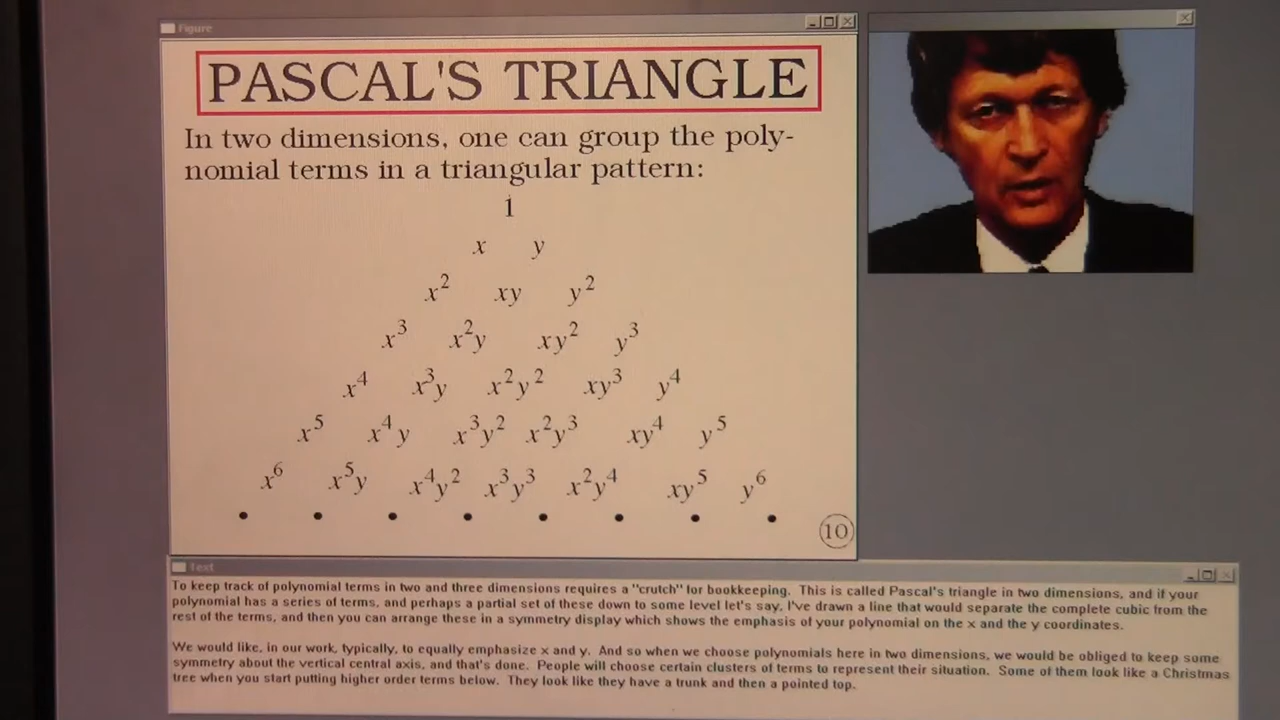 Figure
PASCAL'S TRIANGLE
In two dimensions, one can group the poly-
nomial terms in a triangular pattern:
1
x y
x² xy y²
x³ x²y xy² y³
x⁴ x³y x²y² xy³ y⁴
x⁵ x⁴y x³y² x²y³ xy⁴ y⁵
x⁶ x⁵y x⁴y² x³y³ x²y⁴ xy⁵ y⁶
10
Text
To keep track of polynomial terms in two and three dimensions requires a "crutch" for bookkeeping. This is called Pascal's triangle in two dimensions, and if your
polynomial has a series of terms, and perhaps a partial set of these down to some level let's say, I've drawn a line that would separate the complete cubic from the
rest of the terms, and then you can arrange these in a symmetry display which shows the emphasis of your polynomial on the x and the y coordinates.
We would like, in our work, typically, to equally emphasize x and y. And so when we choose polynomials here in two dimensions, we would be obliged to keep some
symmetry about the vertical central axis, and that's done. People will choose certain clusters of terms to represent their situation. Some of them look like a Christmas
tree when you start putting higher order terms below. They look like they have a trunk and then a pointed top.